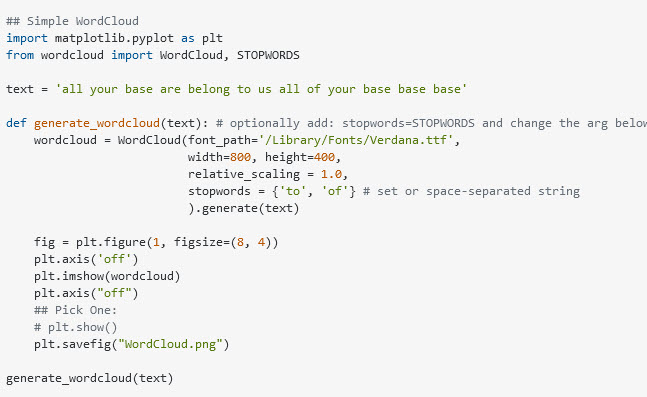 ## Simple WordCloud
import matplotlib.pyplot as plt
from wordcloud import WordCloud, STOPWORDS

text = 'all your base are belong to us all of your base base base'

def generate_wordcloud(text): # optionally add: stopwords=STOPWORDS and change the arg below
    wordcloud = WordCloud(font_path='/Library/Fonts/Verdana.ttf',
                          width=800, height=400,
                          relative_scaling = 1.0,
                          stopwords = {'to', 'of'} # set or space-separated string
                          ).generate(text)

    fig = plt.figure(1, figsize=(8, 4))
    plt.axis('off')
    plt.imshow(wordcloud)
    plt.axis("off")
    ## Pick One:
    # plt.show()
    plt.savefig("WordCloud.png")

generate_wordcloud(text)